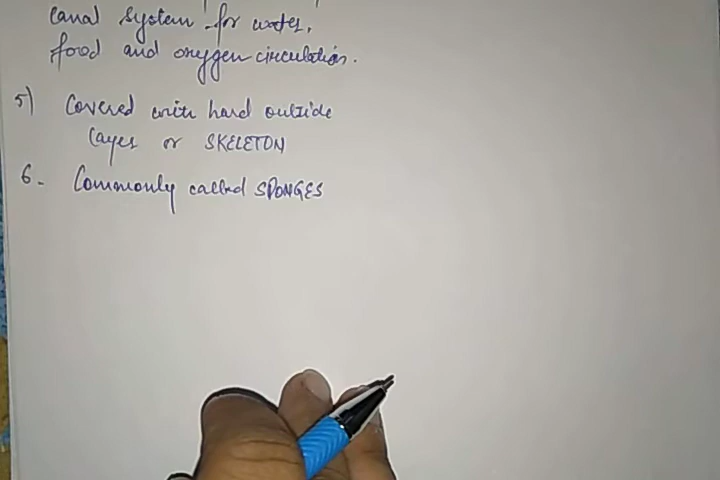 canal system for water,
food and oxygen circulation.
5) Covered with hard outside
layer or SKELETON
6. Commonly called SPONGES